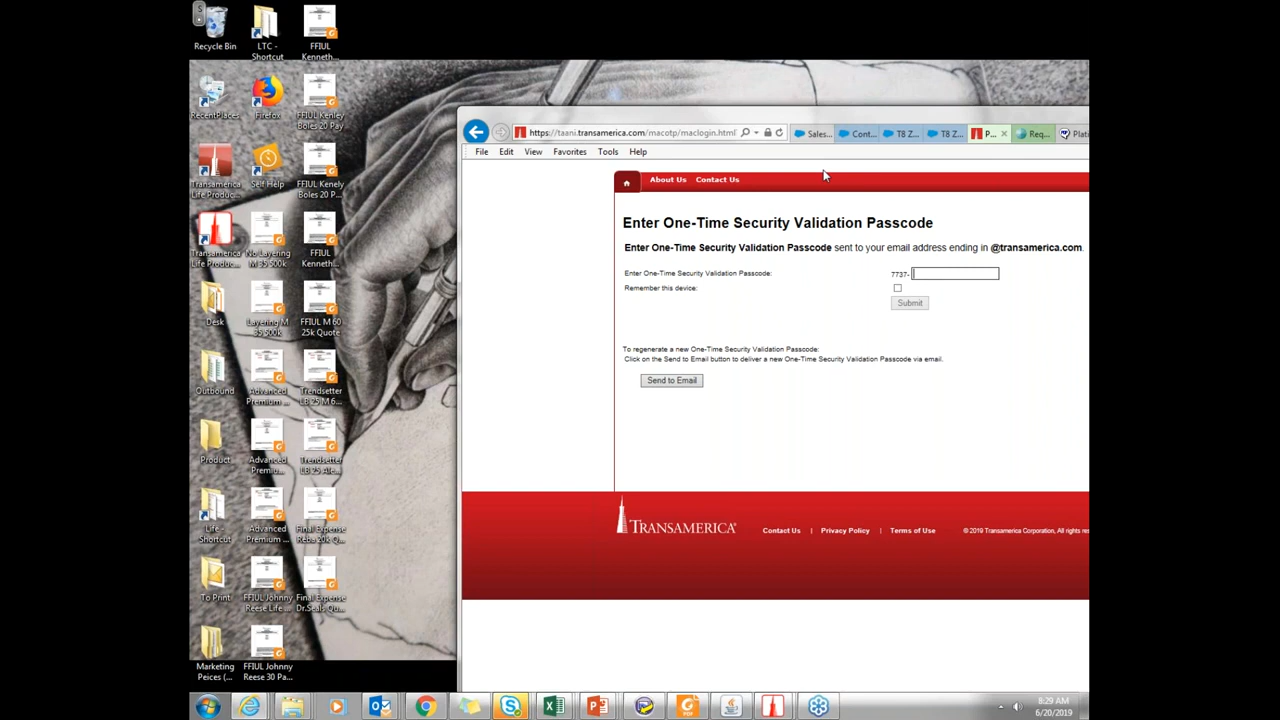 Recycle Bin
LTC - Shortcut
FFIUL Kenneth...
RecentPlaces
Firefox
FFIUL Kenley Boles 20 Pay
Transamerica Life Produc...
Self Help
FFIUL Kenely Boles 20 P...
Transamerica Life Produc...
No Layering M 35 500k
FFIUL Kenneth...
Desk
Layering M 35 500k
FFIUL M 60 25k Quote
Outbound
Advanced Premium ...
Trendsetter LB 25 M 6...
Product
Advanced Premiu...
Trendsetter LB 25 Ale...
Life - Shortcut
Advanced Premium ...
Final Expense Reba 20k Q...
To Print
FFIUL Johnny Reese Life ...
Final Expense Dr.Seals Qu...
Marketing Peices (...
FFIUL Johnny Reese 30 Pa...
https://taani.transamerica.com/macotp/maclogin.html
Sales...
Cont...
T8 Z...
T8 Z...
P...
Req...
Plati
File Edit View Favorites Tools Help
About Us Contact Us
Enter One-Time Security Validation Passcode
Enter One-Time Security Validation Passcode sent to your email address ending in @transamerica.com.
Enter One-Time Security Validation Passcode: 7737-
Remember this device:
Submit
To regenerate a new One-Time Security Validation Passcode:
Click on the Send to Email button to deliver a new One-Time Security Validation Passcode via email.
Send to Email
TRANSAMERICA®
Contact Us | Privacy Policy | Terms of Use © 2019 Transamerica Corporation, All rights res
8:29 AM
6/20/2019